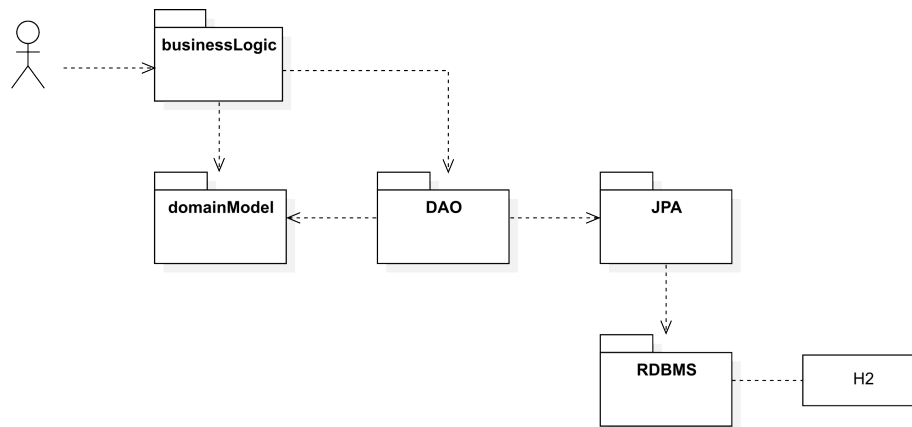 businessLogic
domainModel
DAO
JPA
RDBMS
H2